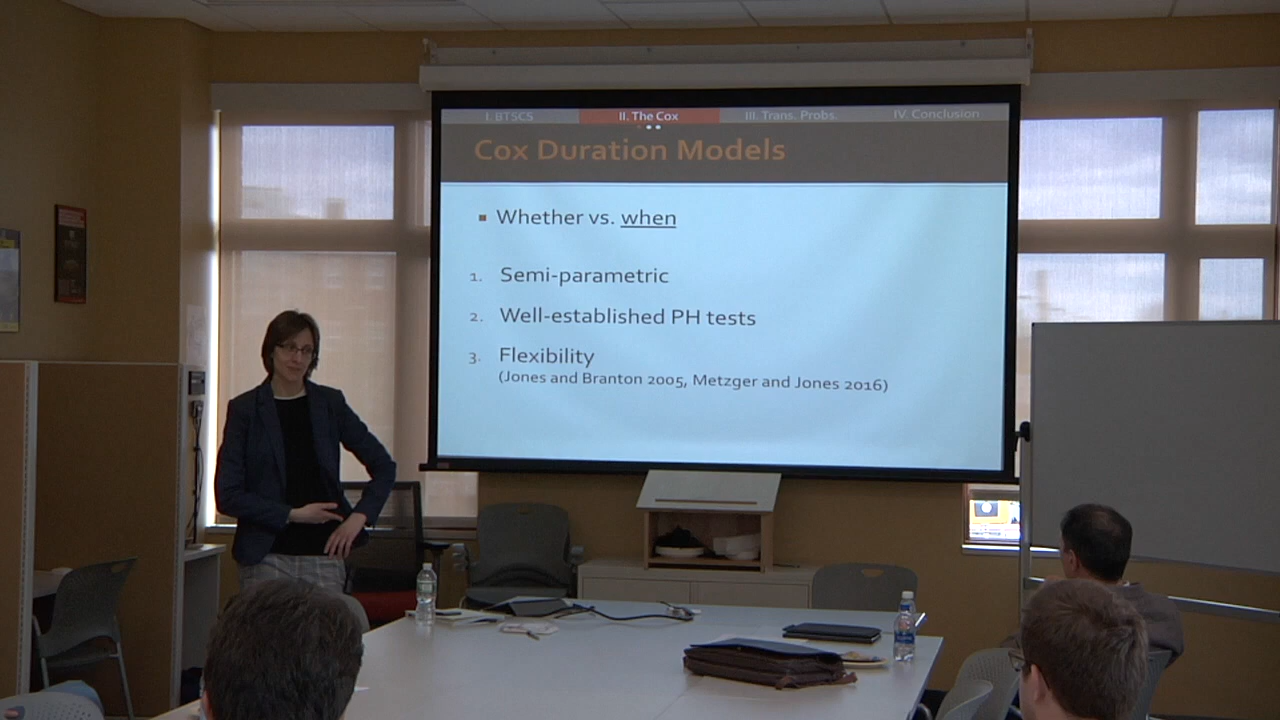 I. BTSCS II. The Cox III. Trans. Probs. IV. Conclusion
Cox Duration Models
Whether vs. when
1. Semi-parametric
2. Well-established PH tests
3. Flexibility
(Jones and Branton 2005, Metzger and Jones 2016)